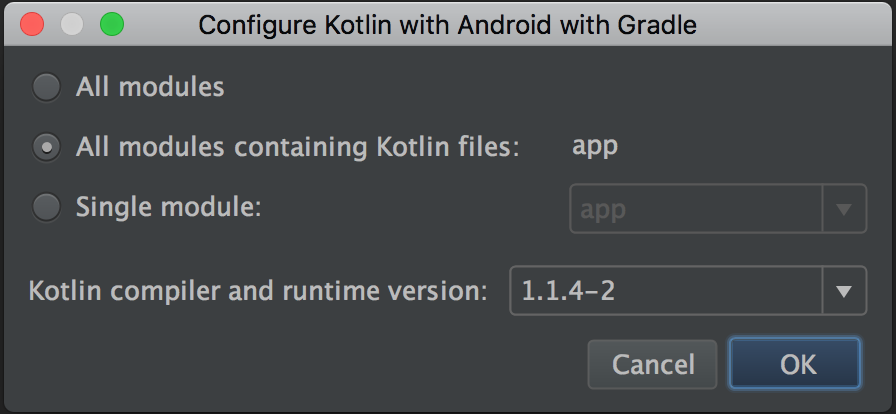 Configure Kotlin with Android with Gradle
All modules
All modules containing Kotlin files: app
Single module: app
Kotlin compiler and runtime version: 1.1.4-2
Cancel OK